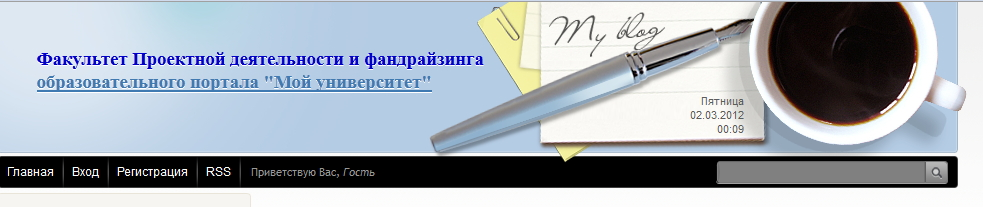 My blog
Факультет Проектной деятельности и фандрайзинга
образовательного портала "Мой университет"
Пятница
02.03.2012
00:09
Главная Вход Регистрация RSS Приветствую Вас, Гость